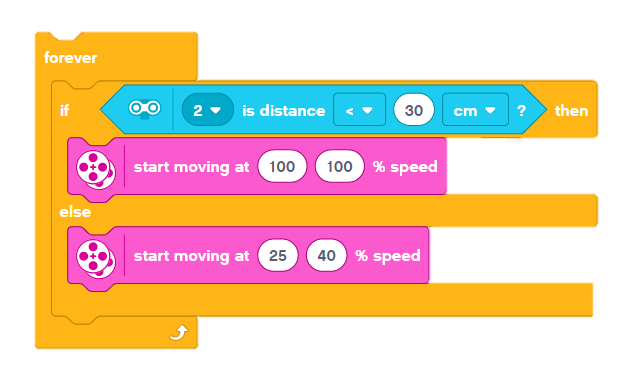 forever
if 2 is distance < 30 cm ? then
start moving at 100 100 % speed
else
start moving at 25 40 % speed